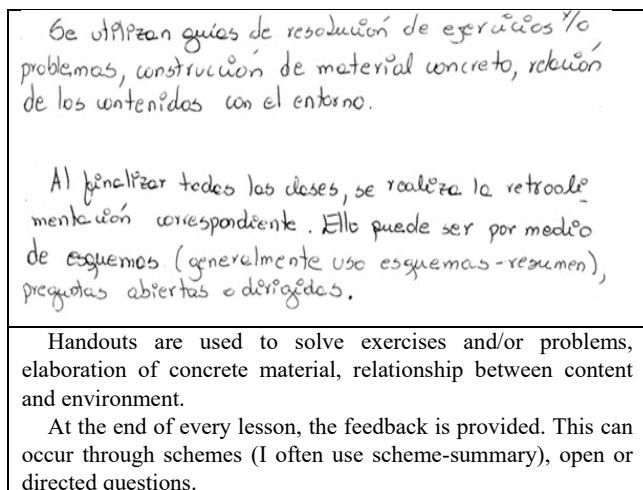 Se utilizan guías de resolución de ejercicios y/o
problemas, construcción de material concreto, relación
de los contenidos con el entorno.
Al finalizar todas las clases, se realiza la retroali
mentación correspondiente. Ello puede ser por medio
de esquemas (generalmente uso esquemas-resumen),
preguntas abiertas o dirigidas.
Handouts are used to solve exercises and/or problems,
elaboration of concrete material, relationship between content
and environment.
At the end of every lesson, the feedback is provided. This can
occur through schemes (I often use scheme-summary), open or
directed questions.